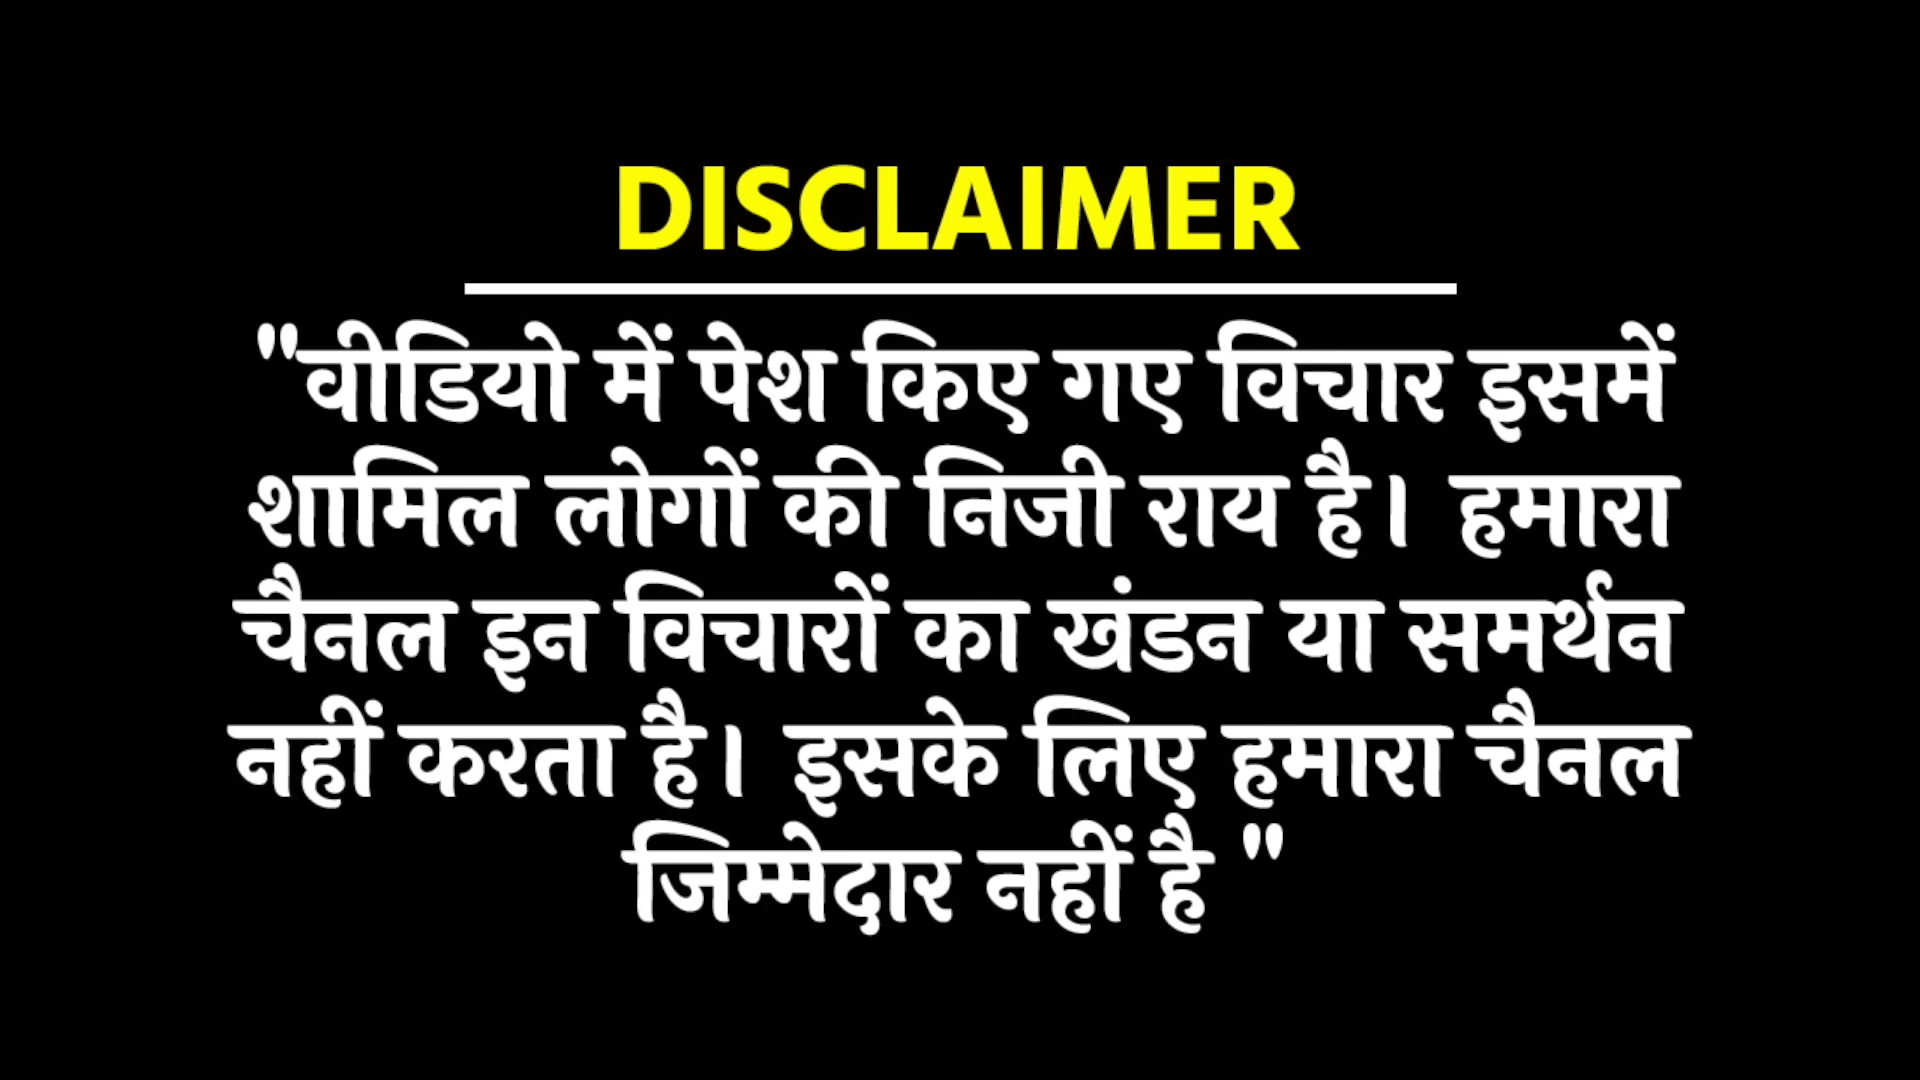 DISCLAIMER
"वीडियो में पेश किए गए विचार इसमें
शामिल लोगों की निजी राय है। हमारा
चैनल इन विचारों का खंडन या समर्थन
नहीं करता है। इसके लिए हमारा चैनल
जिम्मेदार नहीं है "